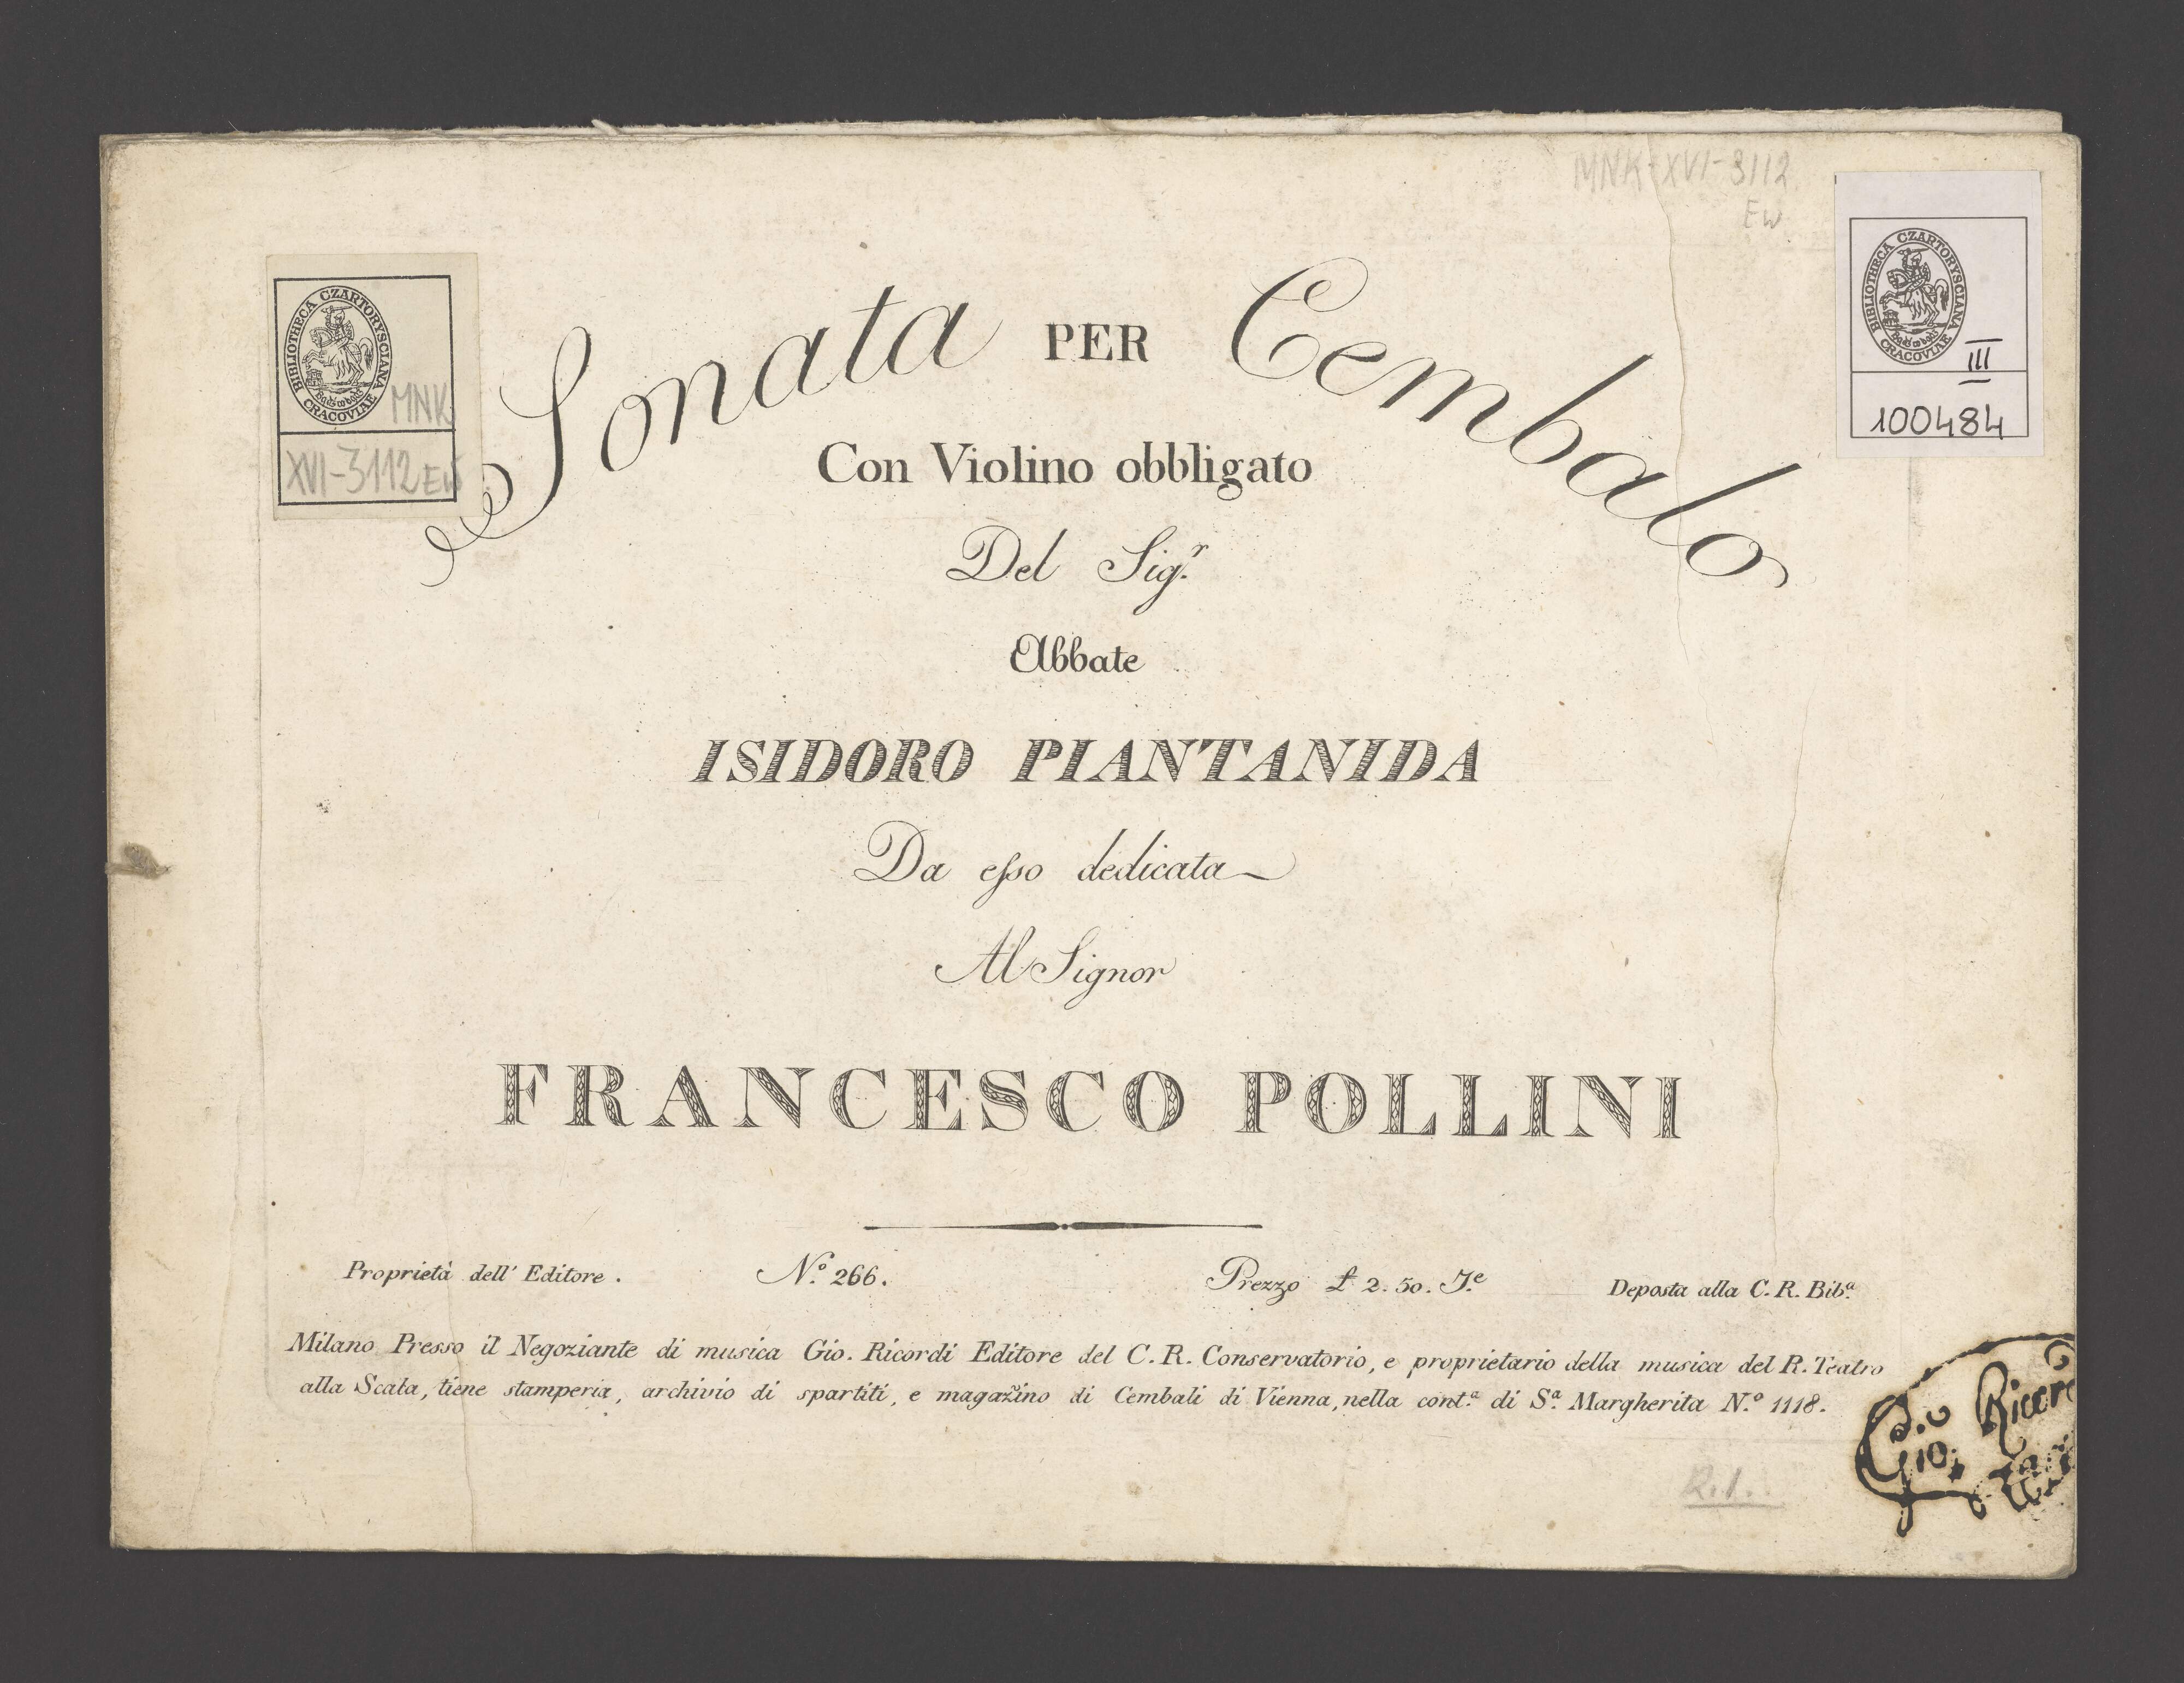 MNK-XVI-3112
EW
BIBLIOTHECA CZARTORYSCIANA CRACOVIAE
MNK
XVI-3112 EW
BIBLIOTHECA CZARTORYSCIANA CRACOVIAE
III
100484
Sonata PER Cembalo
Con Violino obbligato
Del Sigr.
Abbate
ISIDORO PIANTANIDA
Da esso dedicata
Al Signor
FRANCESCO POLLINI
Proprietà dell' Editore. N.º 266. Prezzo £ 2. 50. I.e Deposta alla C. R. Bib.a
Milano Presso il Negoziante di musica Gio. Ricordi Editore del C. R. Conservatorio, e proprietario della musica del R. Teatro
alla Scala, tiene stamperia, archivio di spartiti, e magazino di Cembali di Vienna, nella cont.a di S.a Margherita N.º 1118.
Gio. Ricor
R. 1.